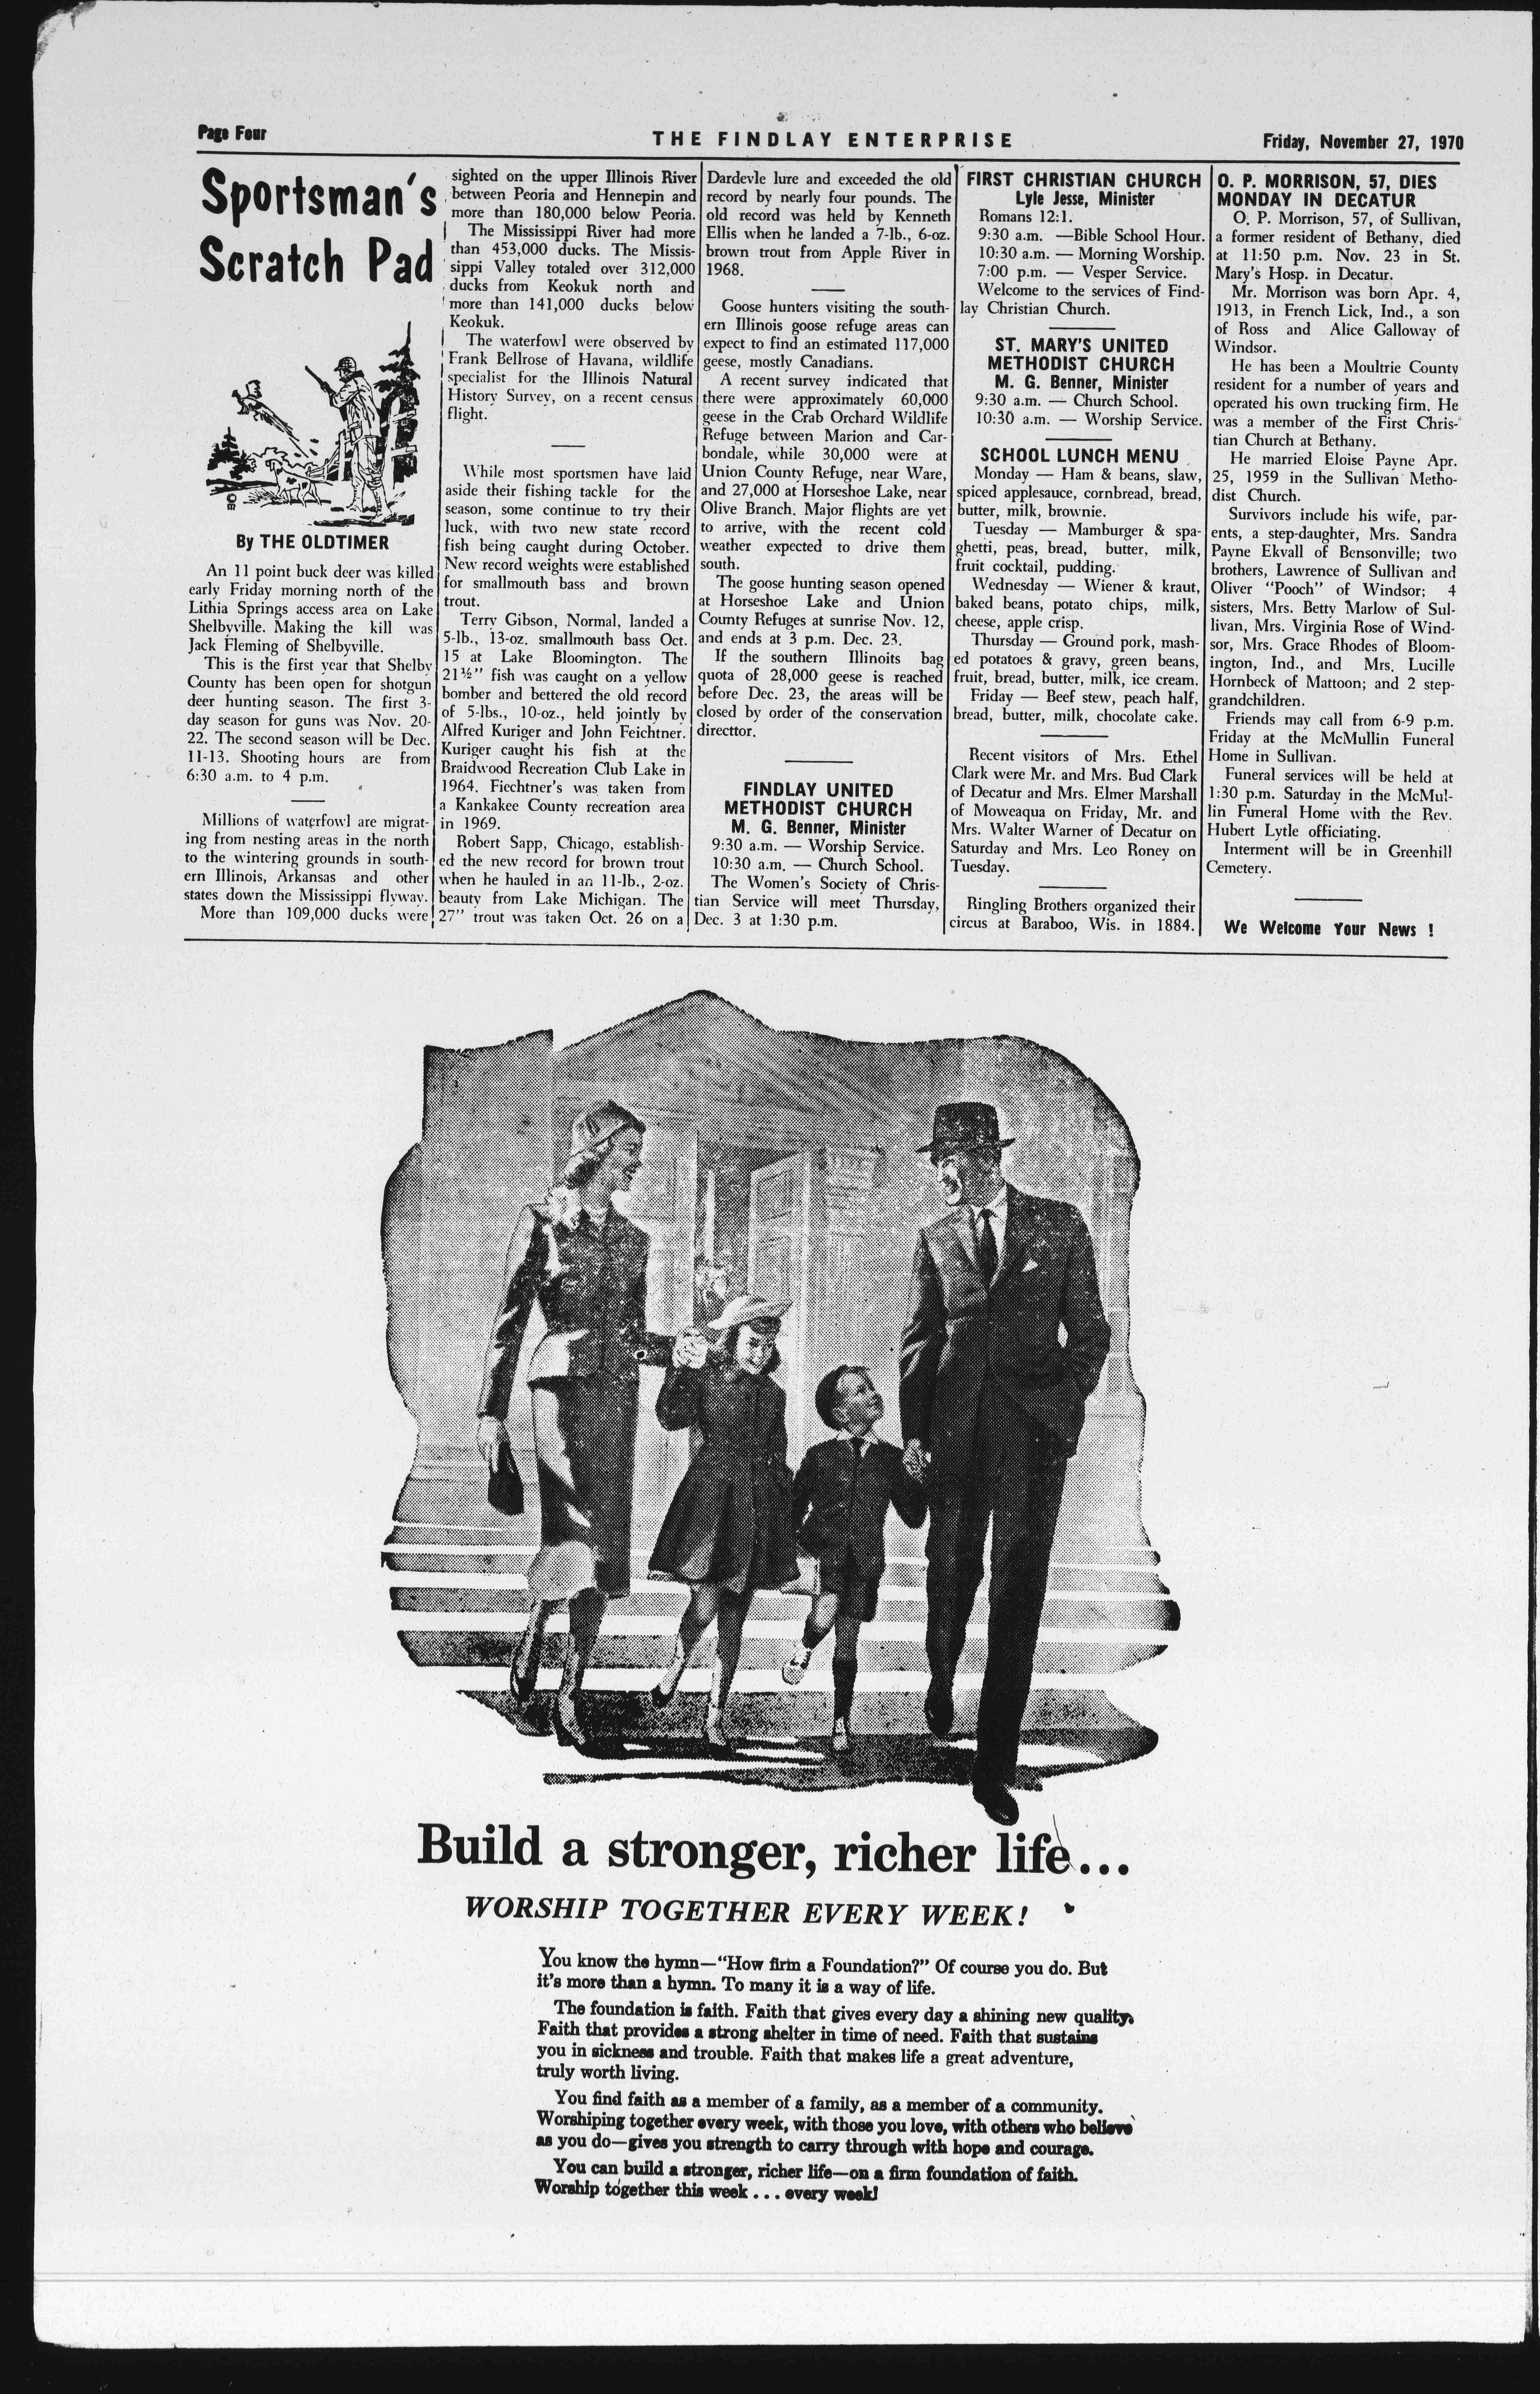 Page Four
THE FINDLAY ENTERPRISE
Friday, November 27, 1970
Sportsman's
Scratch Pad
By THE OLDTIMER
An 11 point buck deer was killed
early Friday morning north of the
Lithia Springs access area on Lake
Shelbyville. Making the kill was
Jack Fleming of Shelbyville.
This is the first year that Shelby
County has been open for shotgun
deer hunting season. The first 3-
day season for guns was Nov. 20-
22. The second season will be Dec.
11-13. Shooting hours are from
6:30 a.m. to 4 p.m.
Millions of waterfowl are migrat-
ing from nesting areas in the north
to the wintering grounds in south-
ern Illinois, Arkansas and other
states down the Mississippi flyway.
More than 109,000 ducks were
sighted on the upper Illinois River
between Peoria and Hennepin and
more than 180,000 below Peoria.
The Mississippi River had more
than 453,000 ducks. The Missis-
sippi Valley totaled over 312,000
ducks from Keokuk north and
more than 141,000 ducks below
Keokuk.
The waterfowl were observed by
Frank Bellrose of Havana, wildlife
specialist for the Illinois Natural
History Survey, on a recent census
flight.
While most sportsmen have laid
aside their fishing tackle for the
season, some continue to try their
luck, with two new state record
fish being caught during October.
New record weights were established
for smallmouth bass and brown
trout.
Terry Gibson, Normal, landed a
5-lb., 13-oz. smallmouth bass Oct.
15 at Lake Bloomington. The
21½" fish was caught on a yellow
bomber and bettered the old record
of 5-lbs., 10-oz., held jointly by
Alfred Kuriger and John Feichtner.
Kuriger caught his fish at the
Braidwood Recreation Club Lake in
1964. Fiechtner's was taken from
a Kankakee County recreation area
in 1969.
Robert Sapp, Chicago, establish-
ed the new record for brown trout
when he hauled in an 11-lb., 2-oz.
beauty from Lake Michigan. The
27" trout was taken Oct. 26 on a
Dardevle lure and exceeded the old
record by nearly four pounds. The
old record was held by Kenneth
Ellis when he landed a 7-lb., 6-oz.
brown trout from Apple River in
1968.
Goose hunters visiting the south-
ern Illinois goose refuge areas can
expect to find an estimated 117,000
geese, mostly Canadians.
A recent survey indicated that
there were approximately 60,000
geese in the Crab Orchard Wildlife
Refuge between Marion and Car-
bondale, while 30,000 were at
Union County Refuge, near Ware,
and 27,000 at Horseshoe Lake, near
Olive Branch. Major flights are yet
to arrive, with the recent cold
weather expected to drive them
south.
The goose hunting season opened
at Horseshoe Lake and Union
County Refuges at sunrise Nov. 12,
and ends at 3 p.m. Dec. 23.
If the southern Illinoits bag
quota of 28,000 geese is reached
before Dec. 23, the areas will be
closed by order of the conservation
directtor.
FINDLAY UNITED
METHODIST CHURCH
M. G. Benner, Minister
9:30 a.m. — Worship Service.
10:30 a.m. — Church School.
The Women's Society of Chris-
tian Service will meet Thursday,
Dec. 3 at 1:30 p.m.
FIRST CHRISTIAN CHURCH
Lyle Jesse, Minister
Romans 12:1.
9:30 a.m. —Bible School Hour.
10:30 a.m. — Morning Worship.
7:00 p.m. — Vesper Service.
Welcome to the services of Find-
lay Christian Church.
ST. MARY'S UNITED
METHODIST CHURCH
M. G. Benner, Minister
9:30 a.m. — Church School.
10:30 a.m. — Worship Service.
SCHOOL LUNCH MENU
Monday — Ham & beans, slaw,
spiced applesauce, cornbread, bread,
butter, milk, brownie.
Tuesday — Mamburger & spa-
ghetti, peas, bread, butter, milk,
fruit cocktail, pudding.
Wednesday — Wiener & kraut,
baked beans, potato chips, milk,
cheese, apple crisp.
Thursday — Ground pork, mash-
ed potatoes & gravy, green beans,
fruit, bread, butter, milk, ice cream.
Friday — Beef stew, peach half,
bread, butter, milk, chocolate cake.
Recent visitors of Mrs. Ethel
Clark were Mr. and Mrs. Bud Clark
of Decatur and Mrs. Elmer Marshall
of Moweaqua on Friday, Mr. and
Mrs. Walter Warner of Decatur on
Saturday and Mrs. Leo Roney on
Tuesday.
Ringling Brothers organized their
circus at Baraboo, Wis. in 1884.
O. P. MORRISON, 57, DIES
MONDAY IN DECATUR
O. P. Morrison, 57, of Sullivan,
a former resident of Bethany, died
at 11:50 p.m. Nov. 23 in St.
Mary's Hosp. in Decatur.
Mr. Morrison was born Apr. 4,
1913, in French Lick, Ind., a son
of Ross and Alice Galloway of
Windsor.
He has been a Moultrie County
resident for a number of years and
operated his own trucking firm. He
was a member of the First Chris-
tian Church at Bethany.
He married Eloise Payne Apr.
25, 1959 in the Sullivan Metho-
dist Church.
Survivors include his wife, par-
ents, a step-daughter, Mrs. Sandra
Payne Ekvall of Bensonville; two
brothers, Lawrence of Sullivan and
Oliver "Pooch" of Windsor; 4
sisters, Mrs. Betty Marlow of Sul-
livan, Mrs. Virginia Rose of Wind-
sor, Mrs. Grace Rhodes of Bloom-
ington, Ind., and Mrs. Lucille
Hornbeck of Mattoon; and 2 step-
grandchildren.
Friends may call from 6-9 p.m.
Friday at the McMullin Funeral
Home in Sullivan.
Funeral services will be held at
1:30 p.m. Saturday in the McMul-
lin Funeral Home with the Rev.
Hubert Lytle officiating.
Interment will be in Greenhill
Cemetery.
We Welcome Your News !
Build a stronger, richer life...
WORSHIP TOGETHER EVERY WEEK!
You know the hymn—"How firm a Foundation?" Of course you do. But
it's more than a hymn. To many it is a way of life.
The foundation is faith. Faith that gives every day a shining new quality.
Faith that provides a strong shelter in time of need. Faith that sustains
you in sickness and trouble. Faith that makes life a great adventure,
truly worth living.
You find faith as a member of a family, as a member of a community.
Worshiping together every week, with those you love, with others who believe
as you do—gives you strength to carry through with hope and courage.
You can build a stronger, richer life—on a firm foundation of faith.
Worship together this week . . . every week!